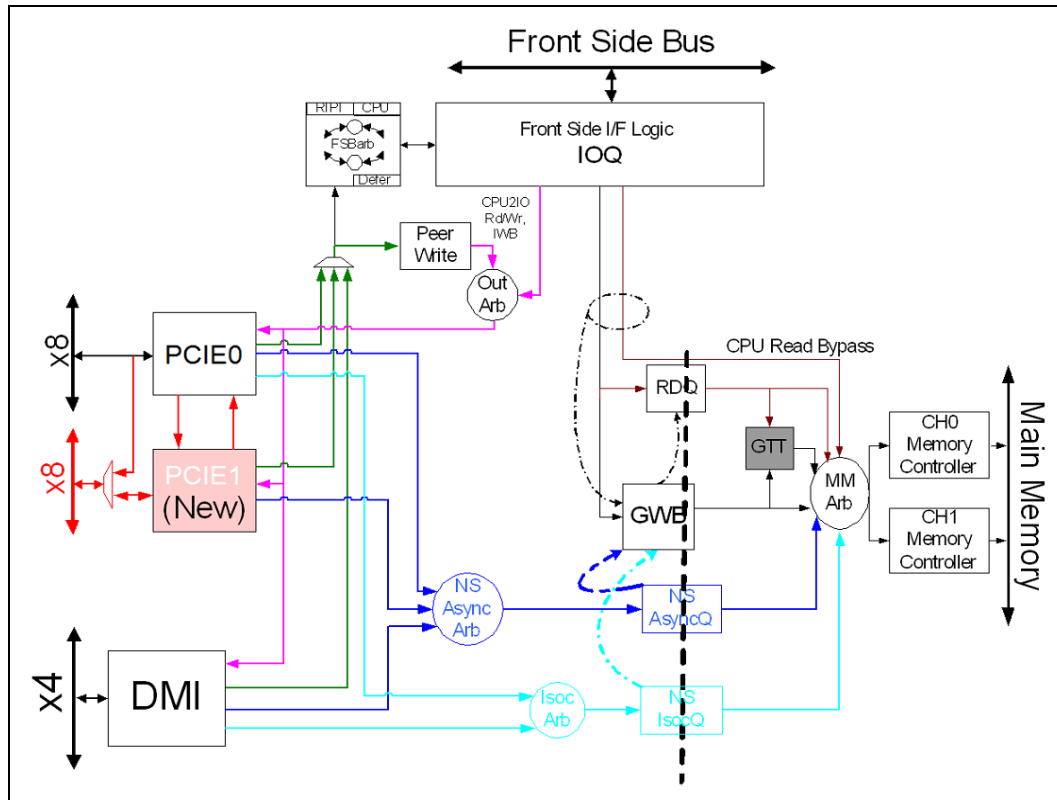 Front Side Bus
RTPI CPU
FSBarb
Defer
Front Side I/F Logic
IOQ
CPU2IO
Rd/Wr,
IWB
Peer
Write
Out
Arb
x8
PCIE0
CPU Read Bypass
RDQ
GTT
CH0
Memory
Controller
Main Memory
x8
PCIE1
(New)
GWB
MM
Arb
CH1
Memory
Controller
NS
Async
Arb
NS
AsyncQ
x4
DMI
Isoc
Arb
NS
IsocQ